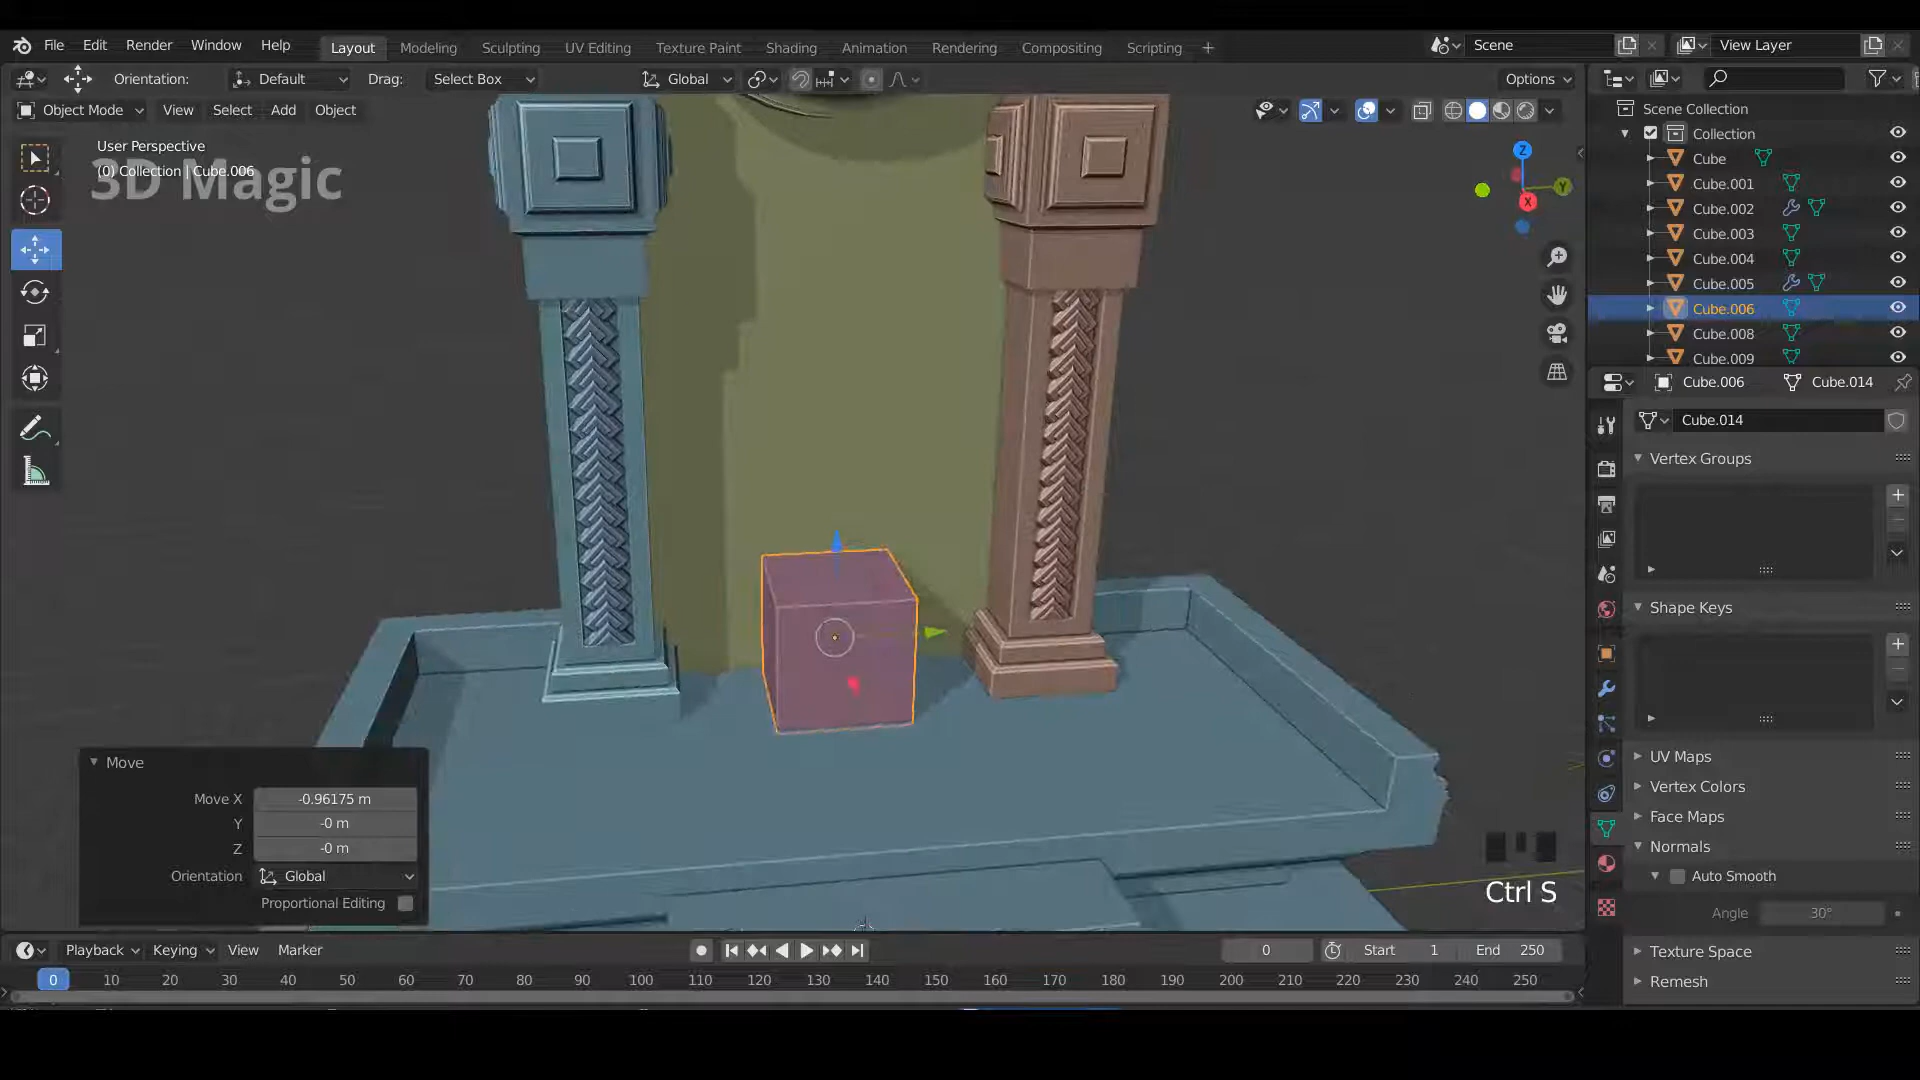 File Edit Render Window Help Layout Modeling Sculpting UV Editing Texture Paint Shading Animation Rendering Compositing Scripting + Scene View Layer
Orientation: Default Drag: Select Box Global Options
Object Mode View Select Add Object
User Perspective
(0) Collection | Cube.006
3D Magic
Z
Y
X
Scene Collection
Collection
Cube
Cube.001
Cube.002
Cube.003
Cube.004
Cube.005
Cube.006
Cube.008
Cube.009
Cube.006 Cube.014
Cube.014
Vertex Groups
Shape Keys
UV Maps
Vertex Colors
Face Maps
Normals
Auto Smooth
Angle 30°
Texture Space
Remesh
Move
Move X -0.96175 m
Y -0 m
Z -0 m
Orientation Global
Proportional Editing
Ctrl S
Playback Keying View Marker 0 Start 1 End 250
0 10 20 30 40 50 60 70 80 90 100 110 120 130 140 150 160 170 180 190 200 210 220 230 240 250